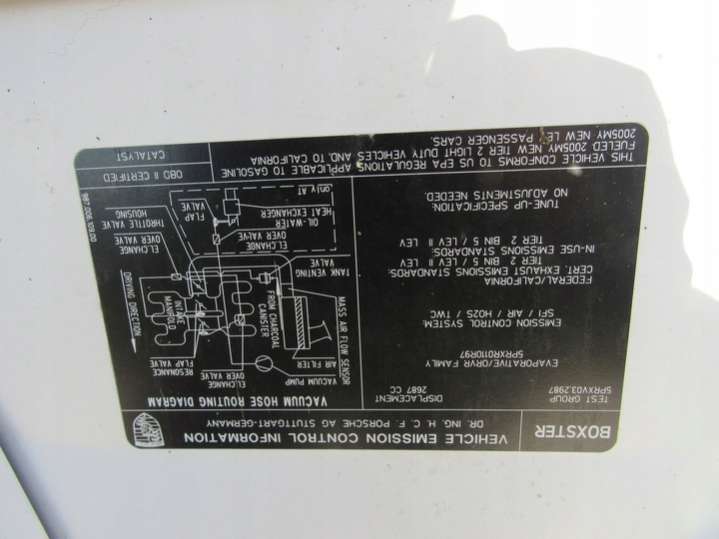 BOXSTER
VEHICLE EMISSION CONTROL INFORMATION
DR. ING. H. C. F. PORSCHE AG STUTTGART-GERMANY
TEST GROUP
5PRXV03.2987
DISPLACEMENT
2687 CC
EVAPORATIVE/ORVR FAMILY
5PRXR0110R97
EMISSION CONTROL SYSTEM:
SFI / AIR / HO2S / TWC
FEDERAL/CALIFORNIA
CERT. EXHAUST EMISSIONS STANDARDS:
TIER 2 BIN 5 / LEV II LEV
IN-USE EMISSIONS STANDARDS:
TIER 2 BIN 5 / LEV II LEV
TUNE-UP SPECIFICATION:
NO ADJUSTMENTS NEEDED.
VACUUM HOSE ROUTING DIAGRAM
VACUUM PUMP
AIR FILTER
MASS AIR FLOW SENSOR
EL.CHANGE
OVER VALVE
RESONANCE
FLAP VALVE
INTAKE
MANIFOLD
DRIVING DIRECTION
FROM CHARCOAL
CANISTER
TANK VENTING
VALVE
EL.CHANGE
OVER VALVE
THROTTLE VALVE
HOUSING
EL.CHANGE
OVER VALVE
OIL-WATER
HEAT EXCHANGER
FLAP
VALVE
only AT
THIS VEHICLE CONFORMS TO US EPA REGULATIONS APPLICABLE TO GASOLINE
FUELED 2005MY NEW TIER 2 LIGHT DUTY VEHICLES AND TO CALIFORNIA
2005MY NEW LEV PASSENGER CARS.
OBD II CERTIFIED
CATALYST